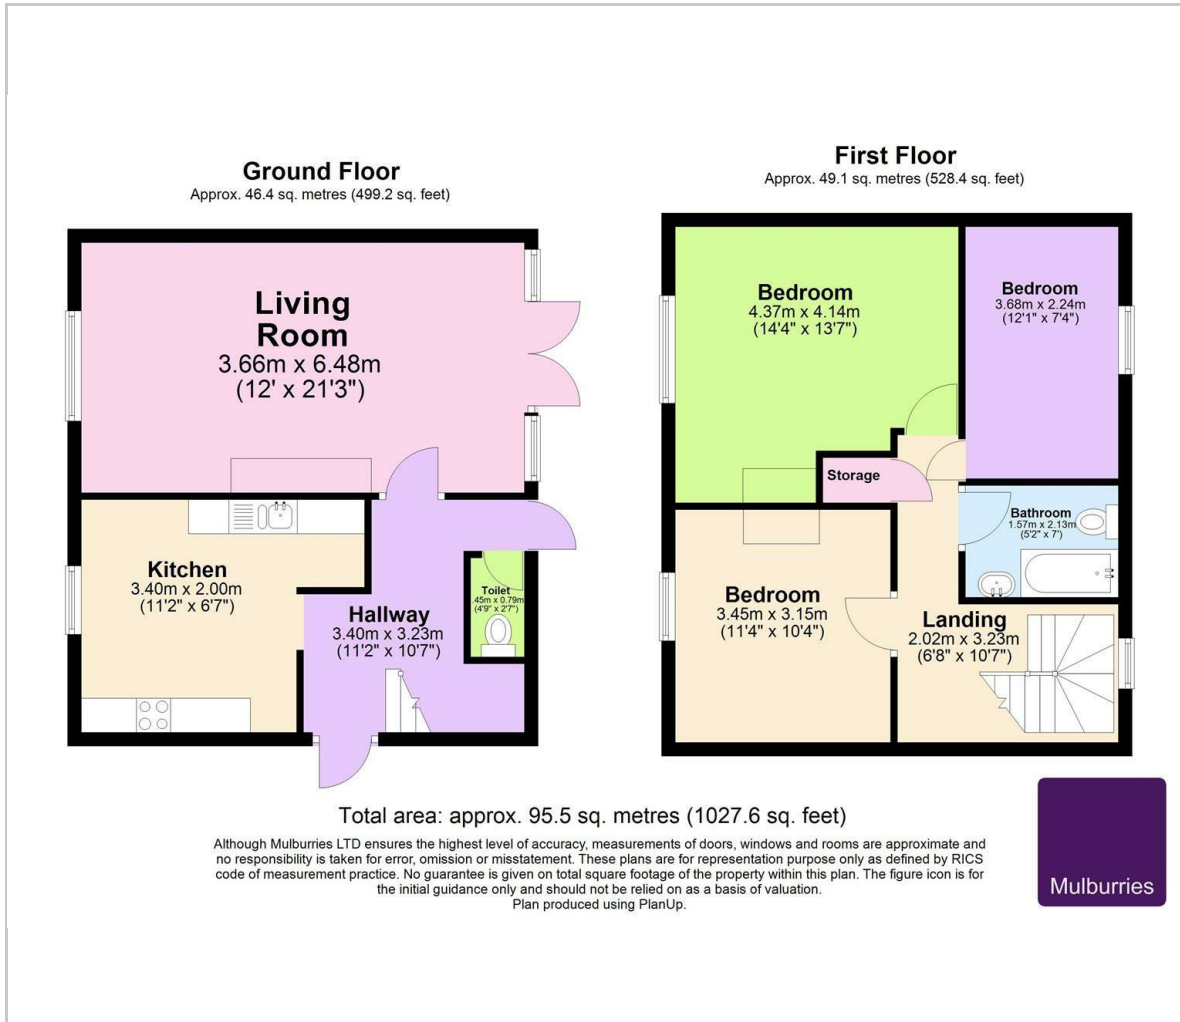 Ground Floor
Approx. 46.4 sq. metres (499.2 sq. feet)
Living
Room
3.66m x 6.48m
(12' x 21'3")
Kitchen
3.40m x 2.00m
(11'2" x 6'7")
Hallway
3.40m x 3.23m
(11'2" x 10'7")
Toilet
.45m x 0.79m
(4'9" x 2'7")
First Floor
Approx. 49.1 sq. metres (528.4 sq. feet)
Bedroom
4.37m x 4.14m
(14'4" x 13'7")
Bedroom
3.68m x 2.24m
(12'1" x 7'4")
Storage
Bathroom
1.57m x 2.13m
(5'2" x 7')
Bedroom
3.45m x 3.15m
(11'4" x 10'4")
Landing
2.02m x 3.23m
(6'8" x 10'7")
Total area: approx. 95.5 sq. metres (1027.6 sq. feet)
Although Mulburries LTD ensures the highest level of accuracy, measurements of doors, windows and rooms are approximate and
no responsibility is taken for error, omission or misstatement. These plans are for representation purpose only as defined by RICS
code of measurement practice. No guarantee is given on total square footage of the property within this plan. The figure icon is for
the initial guidance only and should not be relied on as a basis of valuation.
Plan produced using PlanUp.
Mulburries